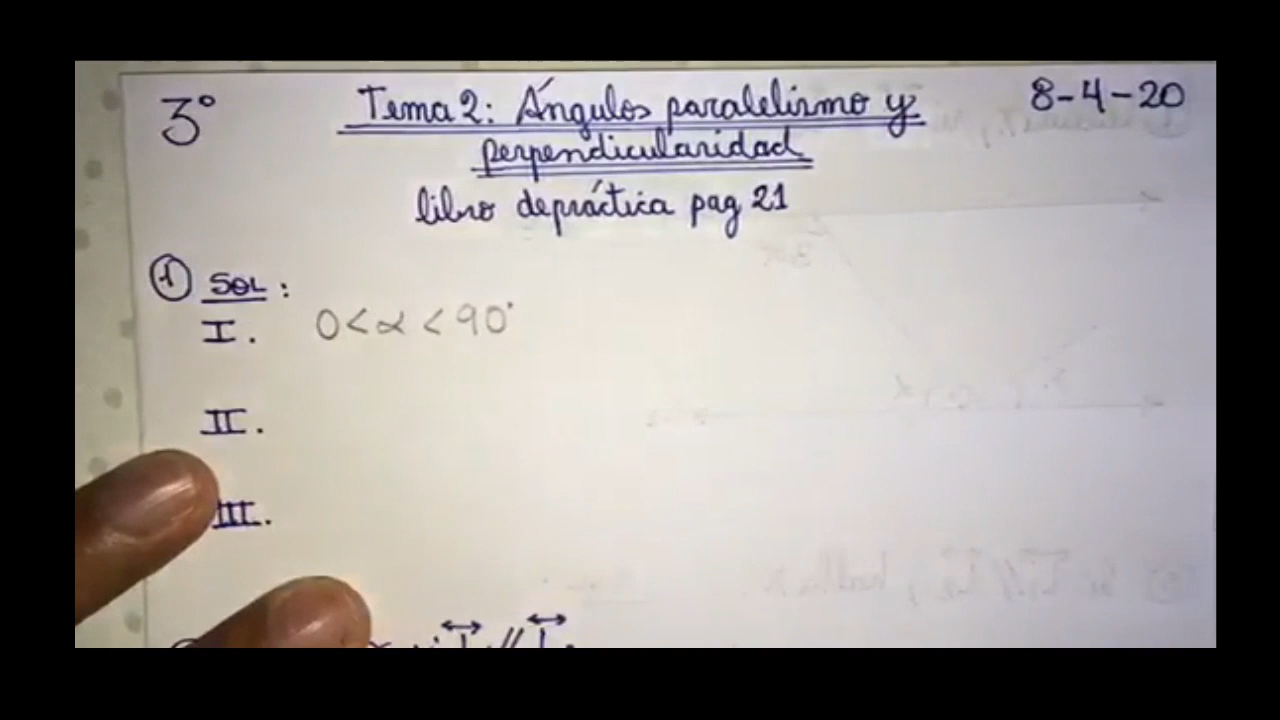 3° Tema 2: Ángulos paralelismo y 8-4-20
perpendicularidad
libro de práctica pag 21
① SOL:
I. 0<α<90°
II.
III.